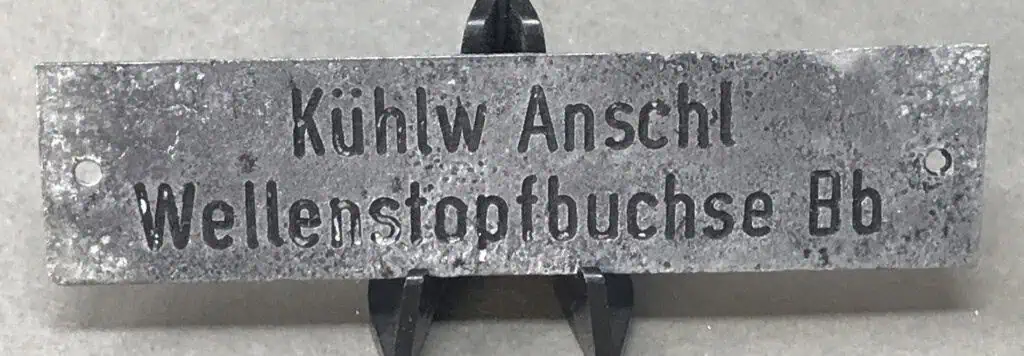 Kühlw Anschl
Wellenstopfbuchse Bb